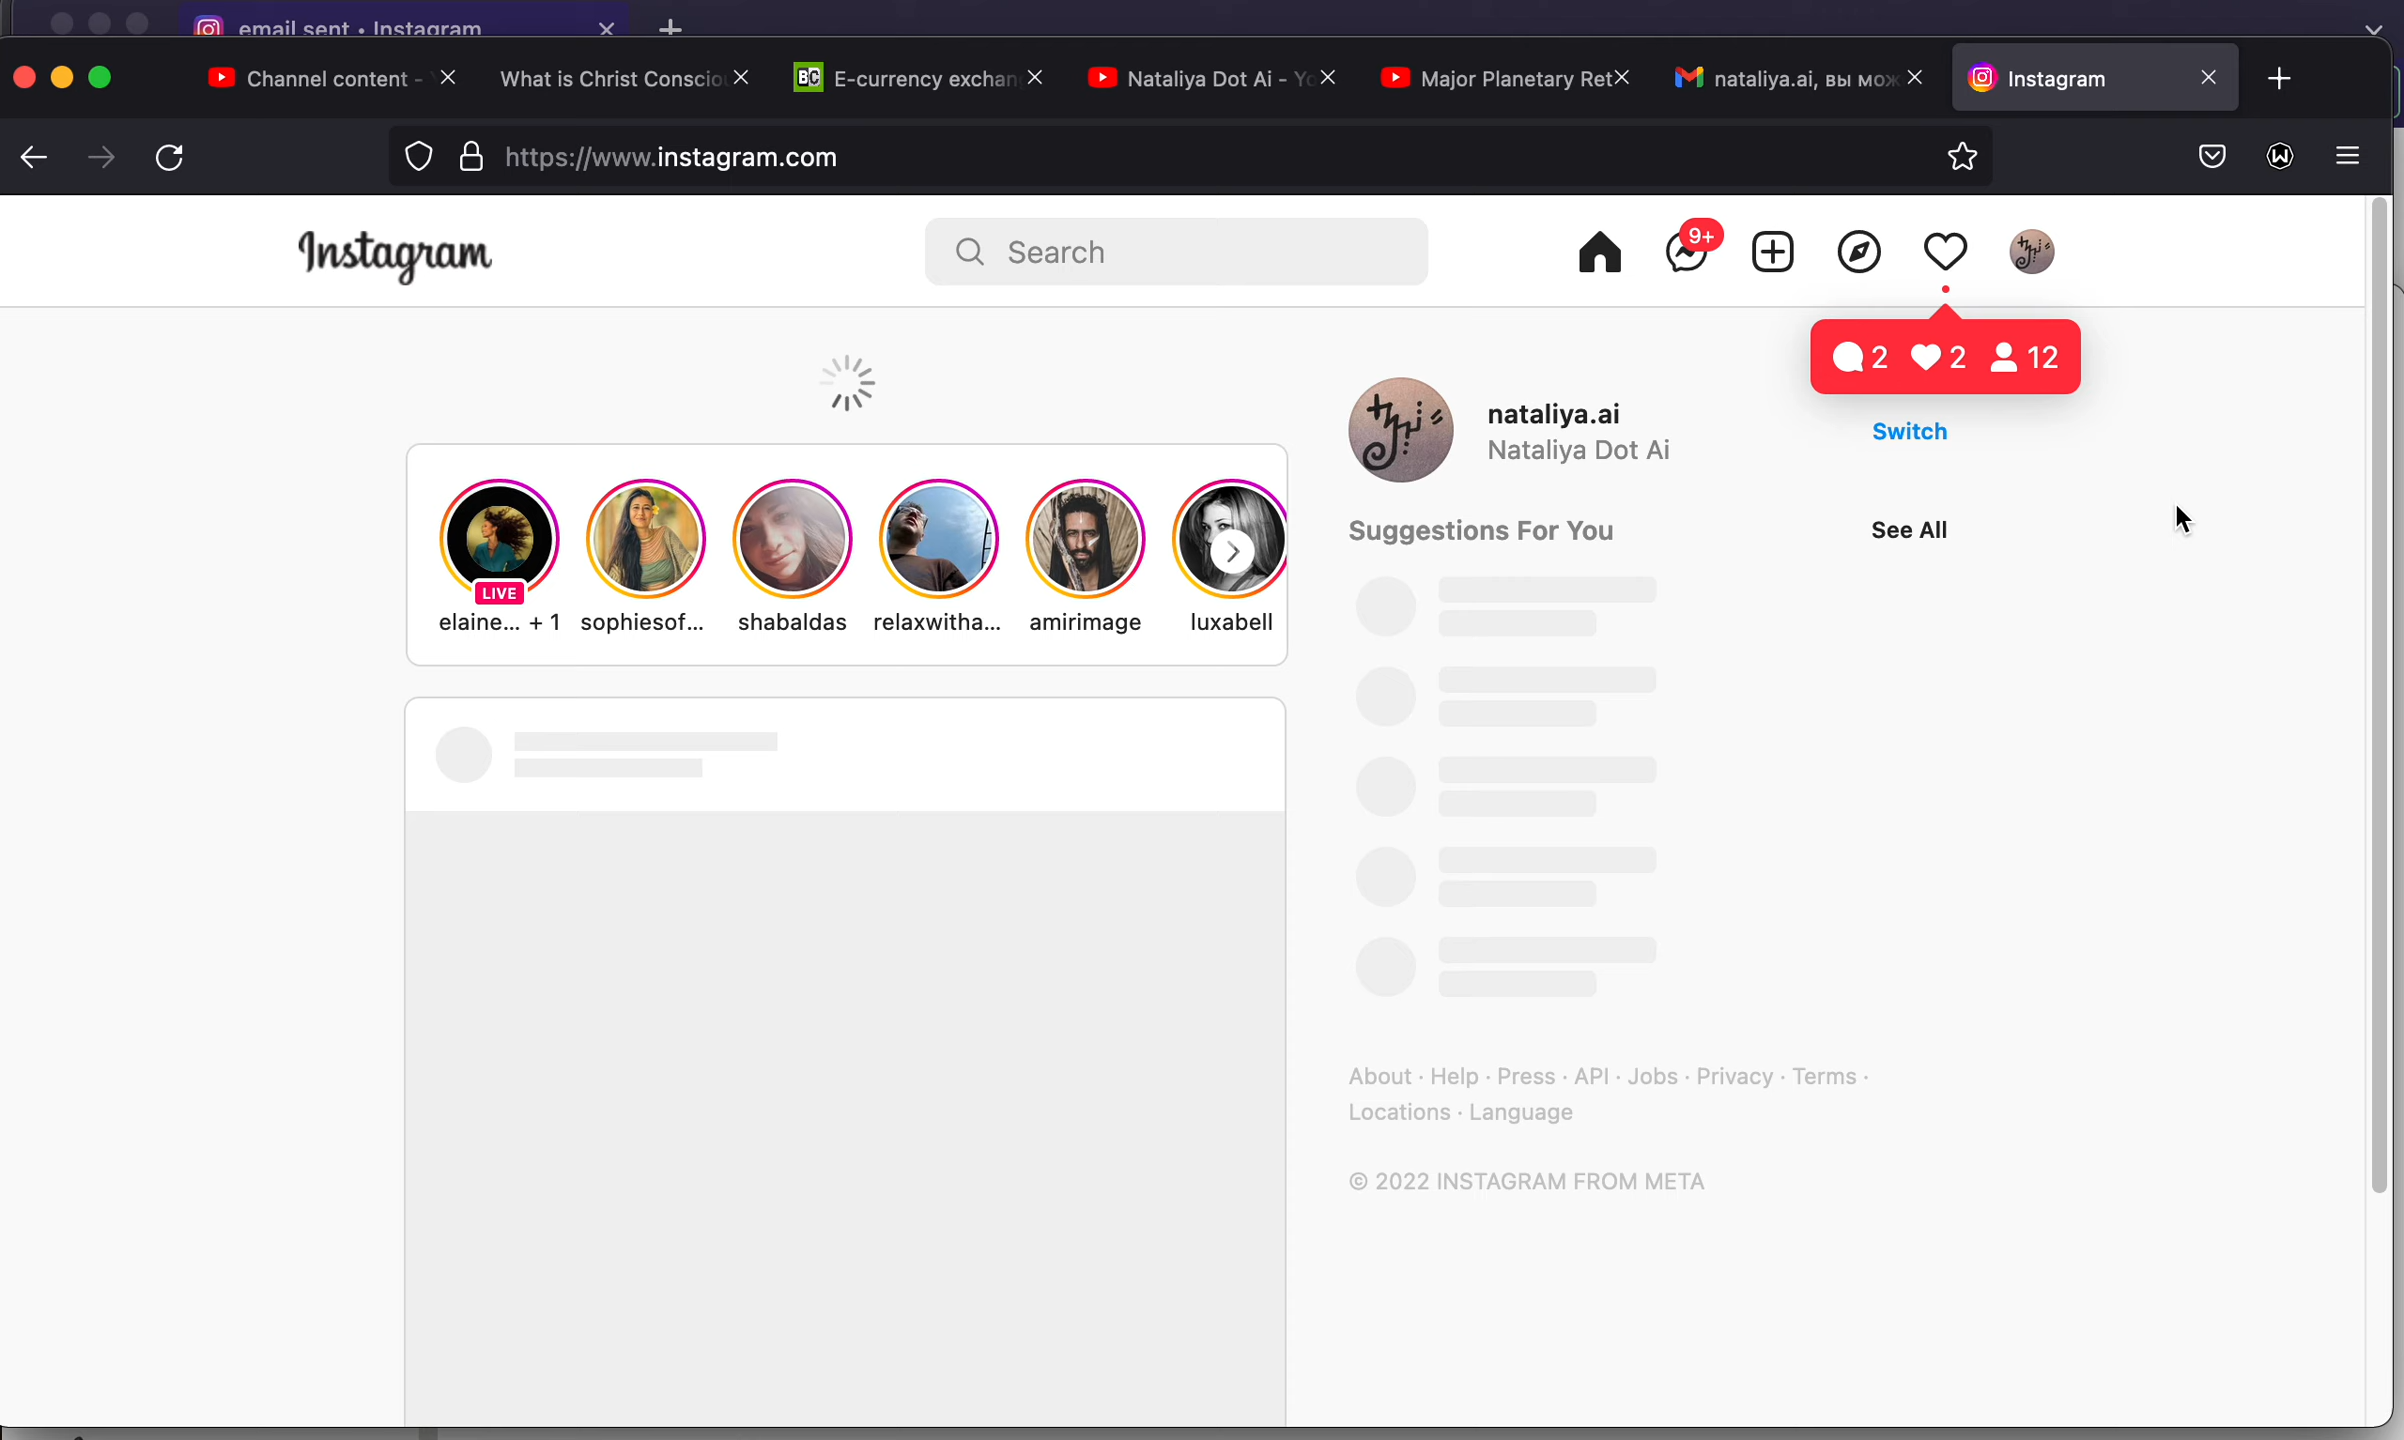 email sent • Instagram
Channel content -
What is Christ Consciou
E-currency exchan
Nataliya Dot Ai - Yo
Major Planetary Ret
nataliya.ai, вы мож
Instagram
https://www.instagram.com
Instagram
Search
9+
2 2 12
nataliya.ai
Nataliya Dot Ai
Switch
Suggestions For You
See All
LIVE
elaine... + 1
sophiesof...
shabaldas
relaxwitha...
amirimage
luxabell
About · Help · Press · API · Jobs · Privacy · Terms ·
Locations · Language
© 2022 INSTAGRAM FROM META